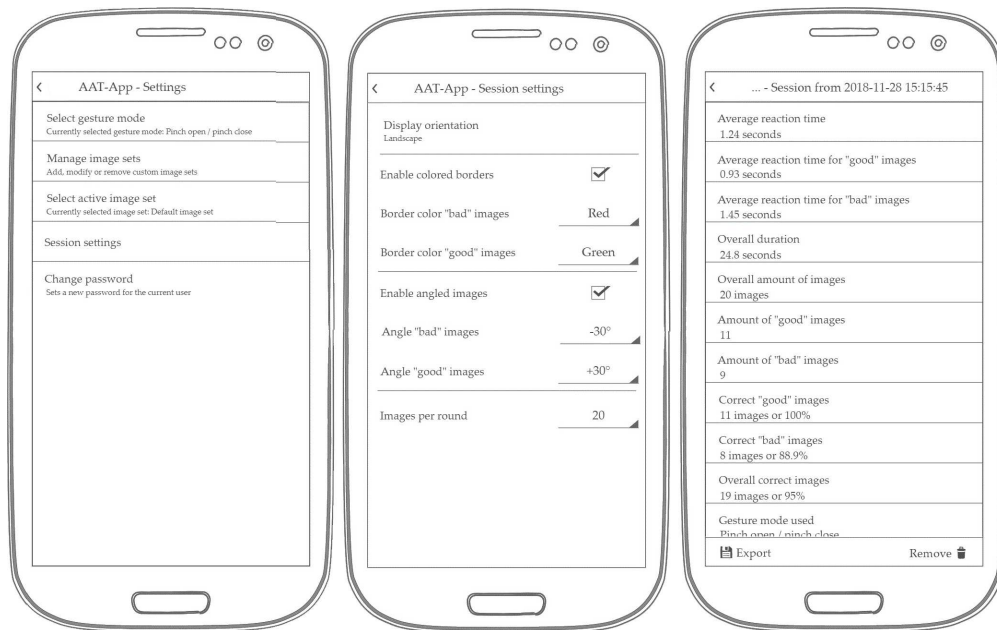 AAT-App - Settings
Select gesture mode
Currently selected gesture mode: Pinch open / pinch close
Manage image sets
Add, modify or remove custom image sets
Select active image set
Currently selected image set: Default image set
Session settings
Change password
Sets a new password for the current user
AAT-App - Session settings
Display orientation
Landscape
Enable colored borders
Border color "bad" images Red
Border color "good" images Green
Enable angled images
Angle "bad" images -30°
Angle "good" images +30°
Images per round 20
... - Session from 2018-11-28 15:15:45
Average reaction time
1.24 seconds
Average reaction time for "good" images
0.93 seconds
Average reaction time for "bad" images
1.45 seconds
Overall duration
24.8 seconds
Overall amount of images
20 images
Amount of "good" images
11
Amount of "bad" images
9
Correct "good" images
11 images or 100%
Correct "bad" images
8 images or 88.9%
Overall correct images
19 images or 95%
Gesture mode used
Pinch open / pinch close
Export Remove